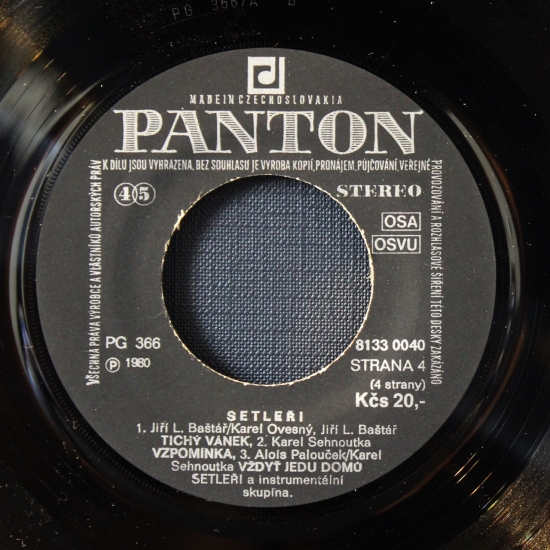 PG 366/A
MADE IN CZECHOSLOVAKIA
PANTON
VŠECHNA PRÁVA VÝROBCE A VLASTNÍKŮ AUTORSKÝCH PRÁV K DÍLU JSOU VYHRAZENA, BEZ SOUHLASU JE VÝROBA KOPIÍ, PRONÁJEM, PŮJČOVÁNÍ, VEŘEJNÉ PROVOZOVÁNÍ A ROZHLASOVÉ ŠÍŘENÍ TÉTO DESKY ZAKÁZÁNO
45
STEREO
OSA
OSVU
PG 366
℗ 1980
8133 0040
STRANA 4
(4 strany)
Kčs 20,-
SETLEŘI
1. Jiří L. Baštář/Karel Ovesný, Jiří L. Baštář
TICHÝ VÁNEK, 2. Karel Sehnoutka
VZPOMÍNKA, 3. Alois Palouček/Karel
Sehnoutka VŽDYŤ JEDU DOMŮ
SETLEŘI a instrumentální
skupina.